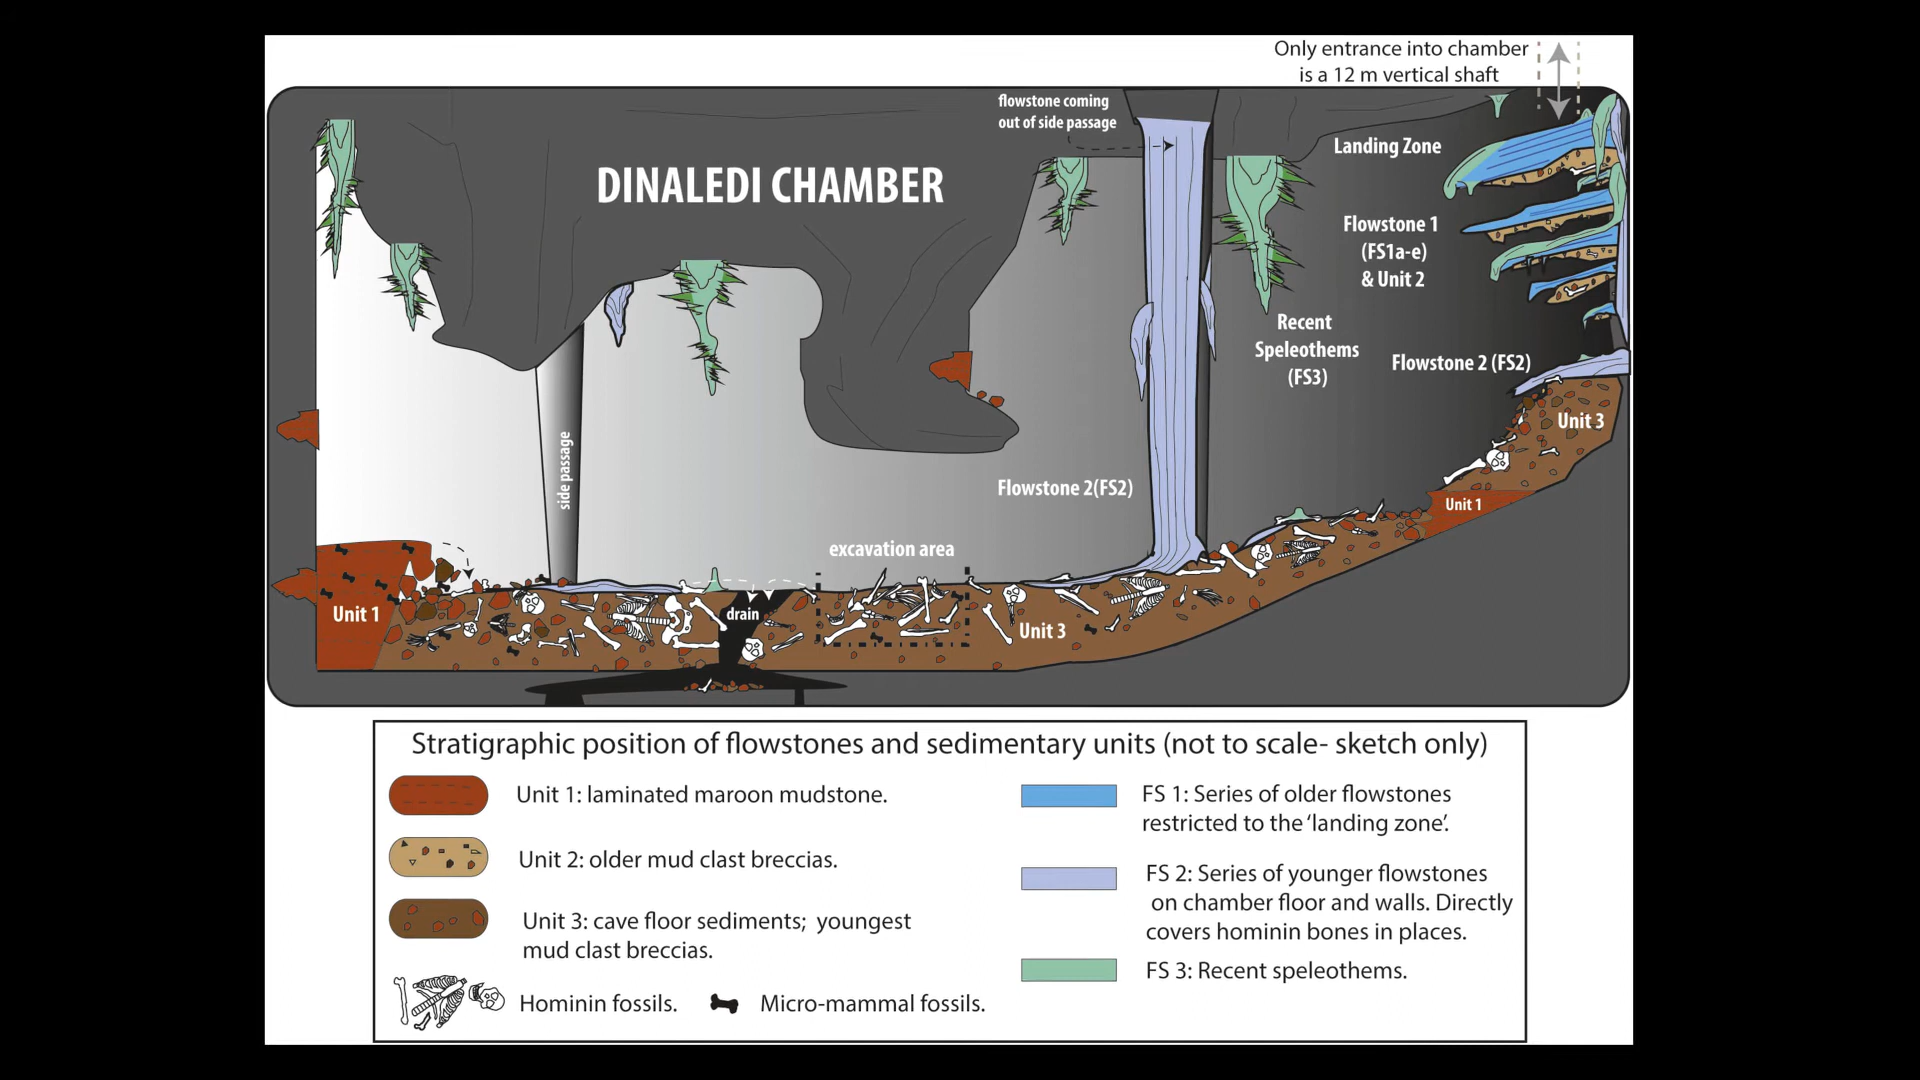 Only entrance into chamber
is a 12 m vertical shaft
flowstone coming
out of side passage
Landing Zone
DINALEDI CHAMBER
Flowstone 1
(FS1a-e)
& Unit 2
Recent
Speleothems
(FS3)
Flowstone 2 (FS2)
Unit 3
side passage
Flowstone 2(FS2)
Unit 1
excavation area
Unit 1
drain
Unit 3
Stratigraphic position of flowstones and sedimentary units (not to scale- sketch only)
Unit 1: laminated maroon mudstone.
Unit 2: older mud clast breccias.
Unit 3: cave floor sediments; youngest
mud clast breccias.
Hominin fossils.
Micro-mammal fossils.
FS 1: Series of older flowstones
restricted to the 'landing zone'.
FS 2: Series of younger flowstones
on chamber floor and walls. Directly
covers hominin bones in places.
FS 3: Recent speleothems.